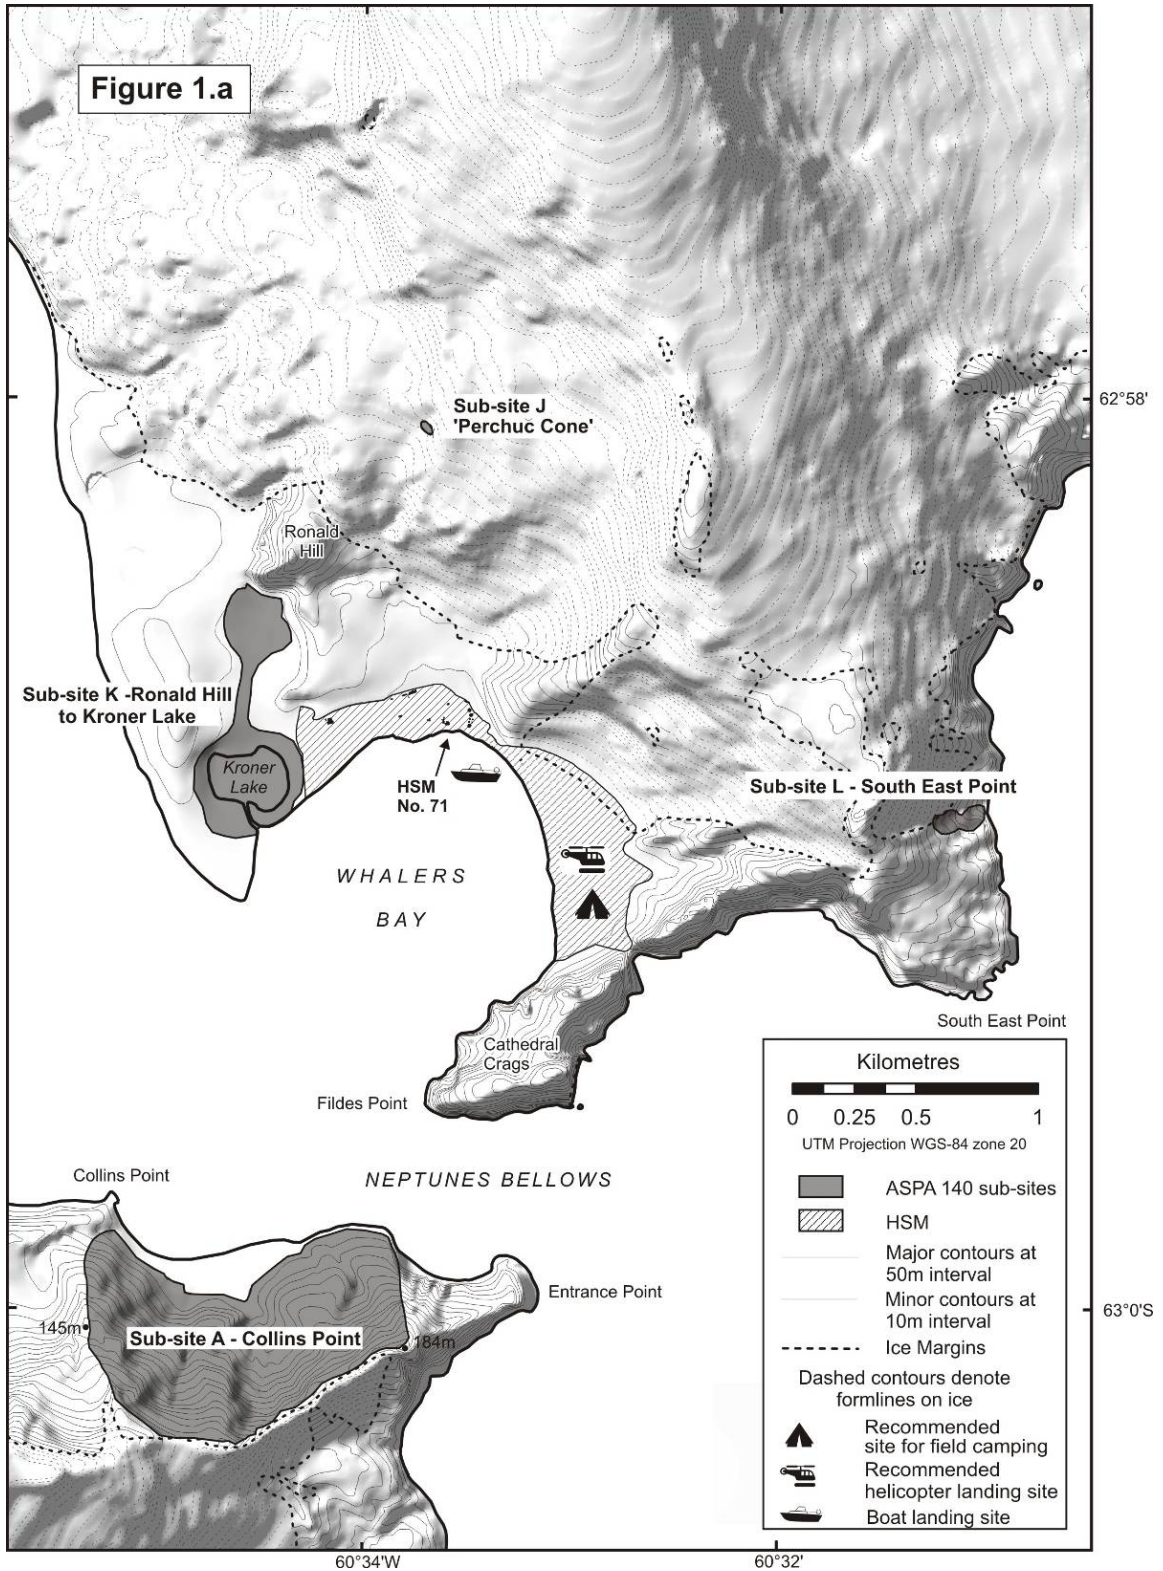 Figure 1.a
Sub-site J
'Perchuc Cone'
62°58'
Ronald
Hill
Sub-site K -Ronald Hill
to Kroner Lake
Kroner
Lake
HSM
No. 71
Sub-site L - South East Point
WHALERS
BAY
South East Point
Cathedral
Crags
Fildes Point
Collins Point
NEPTUNES BELLOWS
Entrance Point
63°0'S
145m
Sub-site A - Collins Point
184m
Kilometres
0 0.25 0.5 1
UTM Projection WGS-84 zone 20
ASPA 140 sub-sites
HSM
Major contours at
50m interval
Minor contours at
10m interval
Ice Margins
Dashed contours denote
formlines on ice
Recommended
site for field camping
Recommended
helicopter landing site
Boat landing site
60°34'W
60°32'